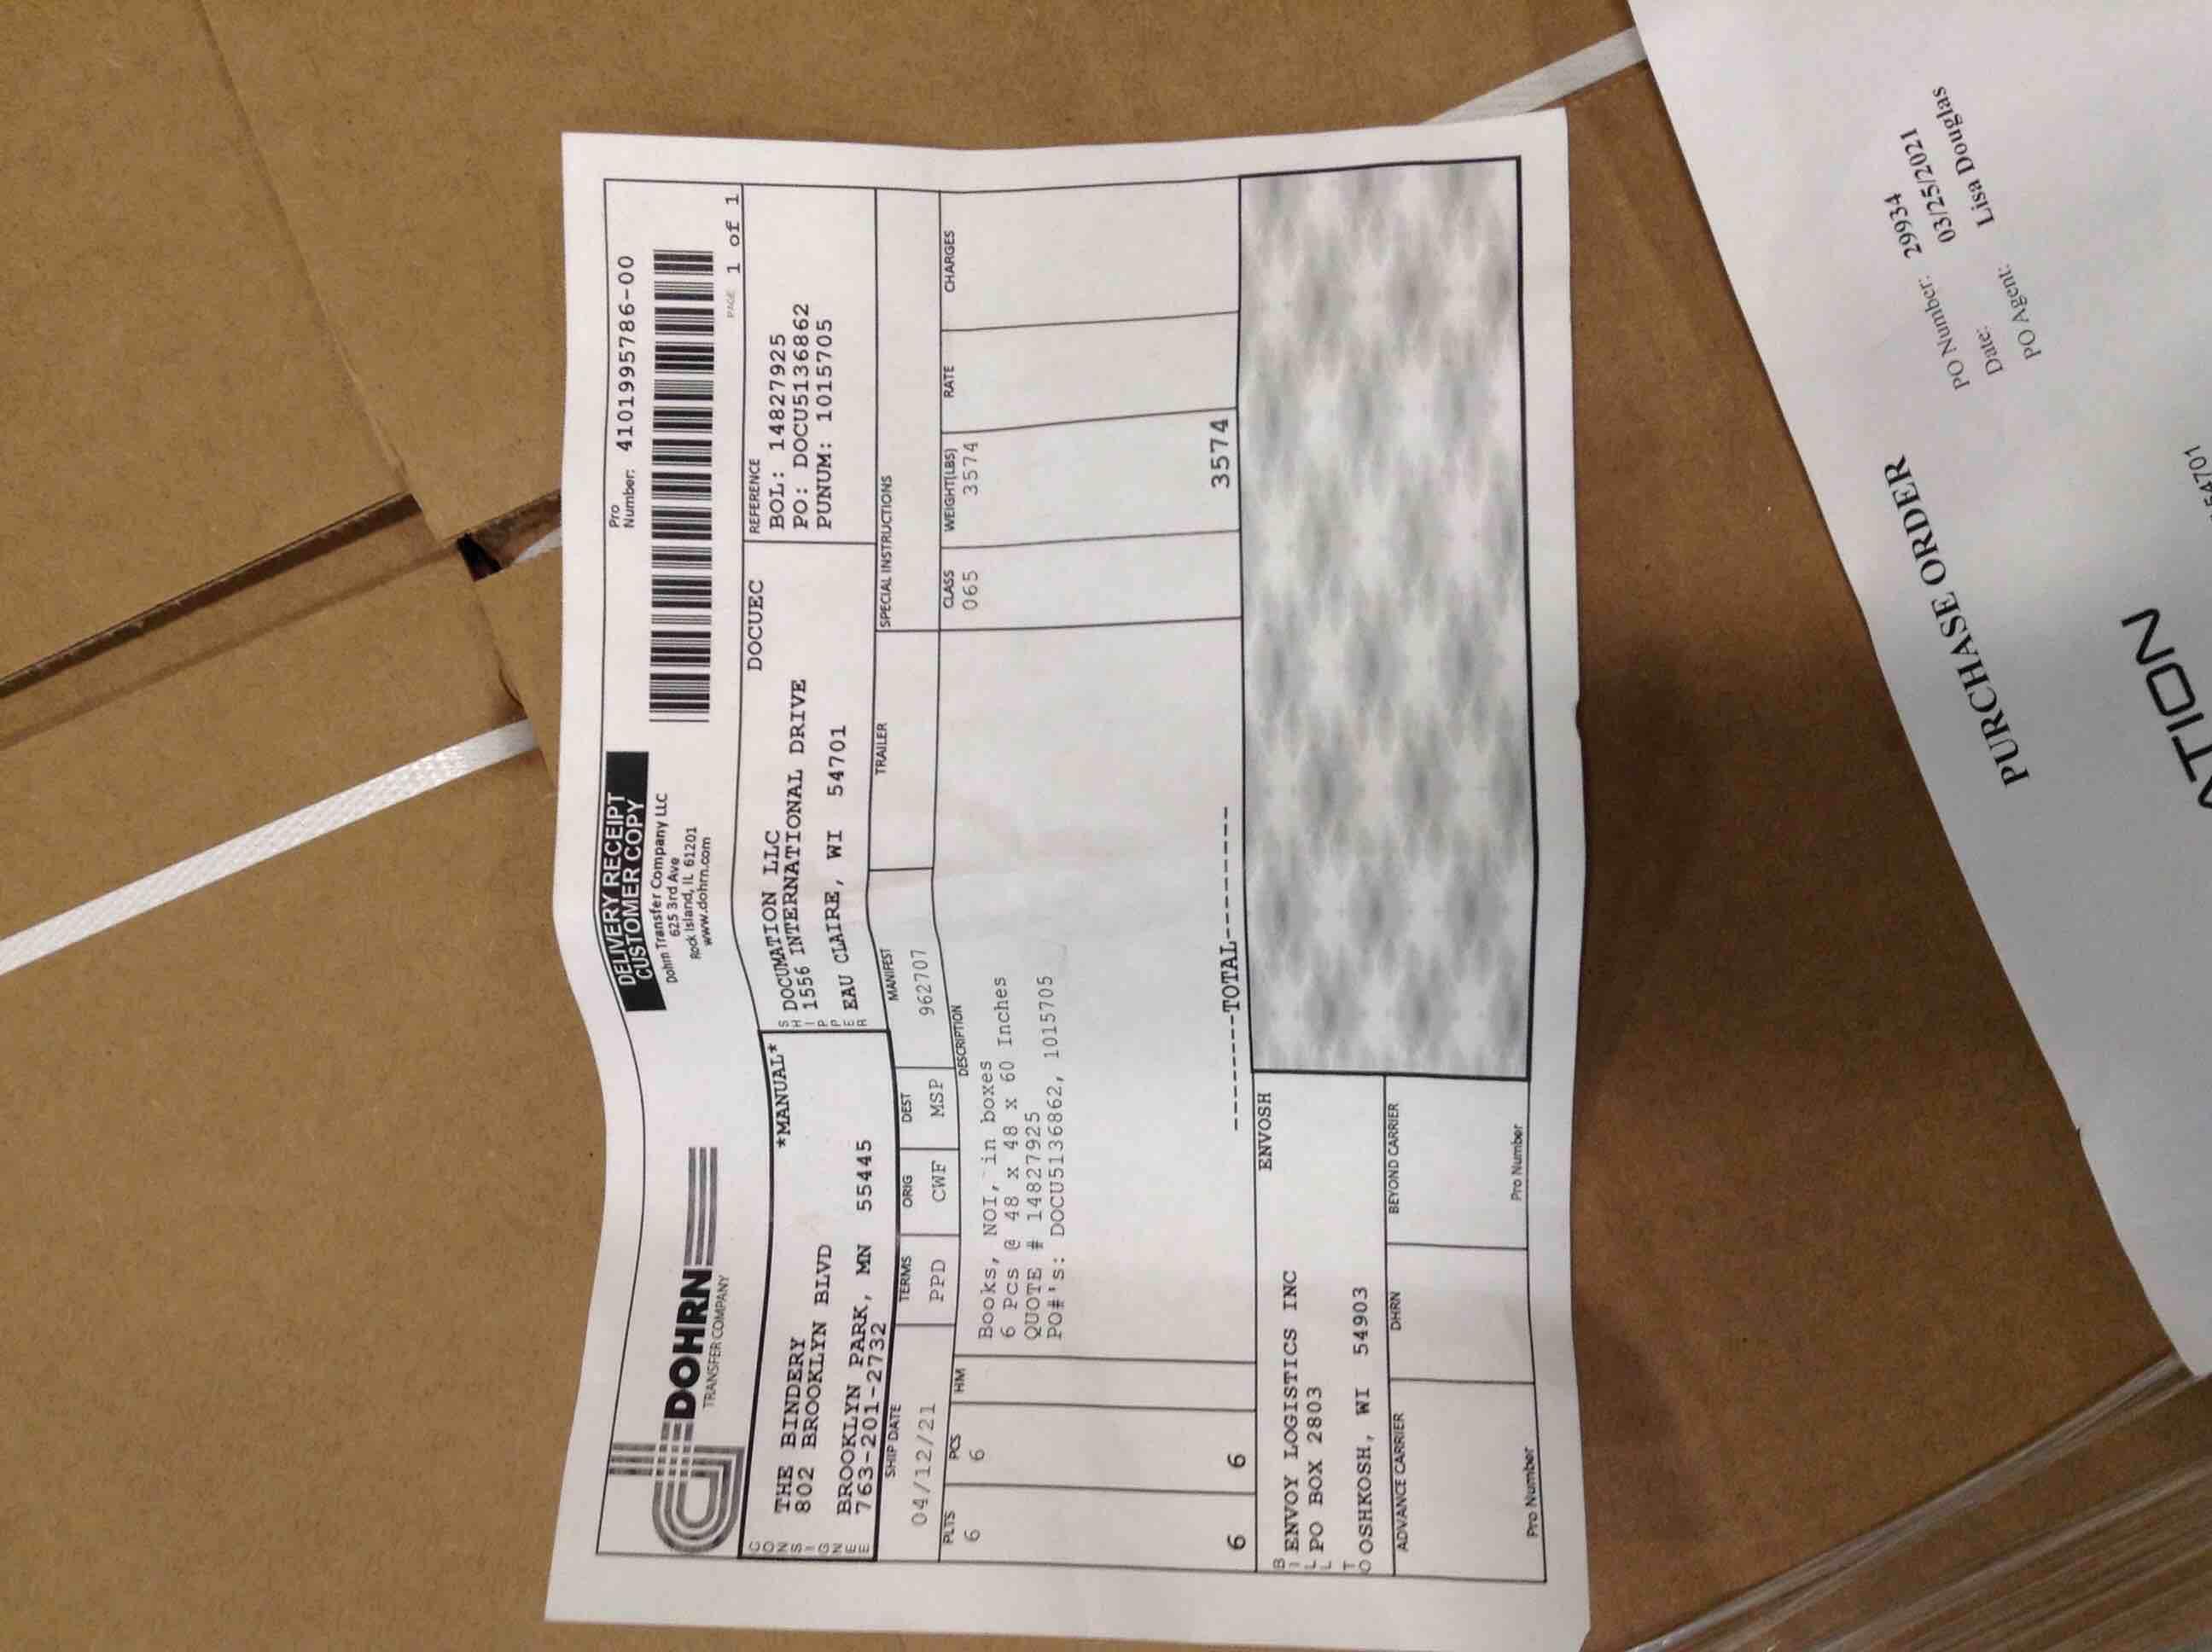 DOHRN
TRANSFER COMPANY
DELIVERY RECEIPT
CUSTOMER COPY
Dohrn Transfer Company LLC
625 3rd Ave
Rock Island, IL 61201
www.dohrn.com
Pro
Number: 4101995786-00
PAGE 1 of 1
CONSIGNEE
*MANUAL*
THE BINDERY
802 BROOKLYN BLVD
BROOKLYN PARK, MN 55445
763-201-2732
SHIPPER
DOCUEC
DOCUMATION LLC
1556 INTERNATIONAL DRIVE
EAU CLAIRE, WI 54701
REFERENCE
BOL: 14827925
PO: DOCU5136862
PUNUM: 1015705
SHIP DATE TERMS ORIG DEST MANIFEST TRAILER SPECIAL INSTRUCTIONS
04/12/21 PPD CWF MSP 962707
PLTS PCS HM DESCRIPTION CLASS WEIGHT(LBS) RATE CHARGES
6 6 Books, NOI, in boxes 065 3574
6 Pcs @ 48 x 48 x 60 Inches
QUOTE # 14827925
PO#'s: DOCU5136862, 1015705
6 6 --------TOTAL--------- 3574
BILL TO
ENVOSH
ENVOY LOGISTICS INC
PO BOX 2803
OSHKOSH, WI 54903
ADVANCE CARRIER DHRN BEYOND CARRIER
Pro Number Pro Number
PURCHASE ORDER
PO Number: 29934
Date: 03/25/2021
PO Agent: Lisa Douglas
ATION
54701